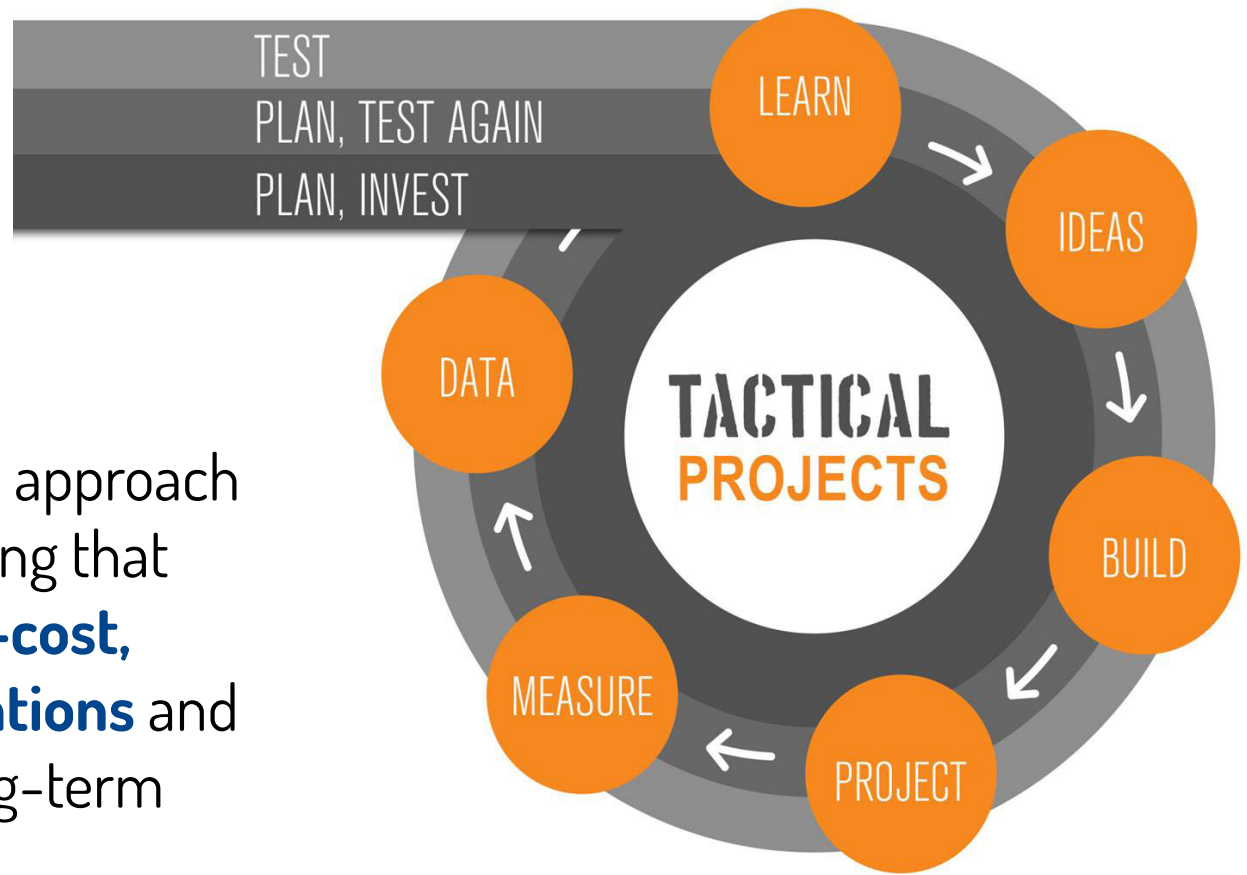 TEST
PLAN, TEST AGAIN
PLAN, INVEST
LEARN
IDEAS
BUILD
PROJECT
MEASURE
DATA
TACTICAL
PROJECTS
approach
ng that
-cost,
ations and
g-term